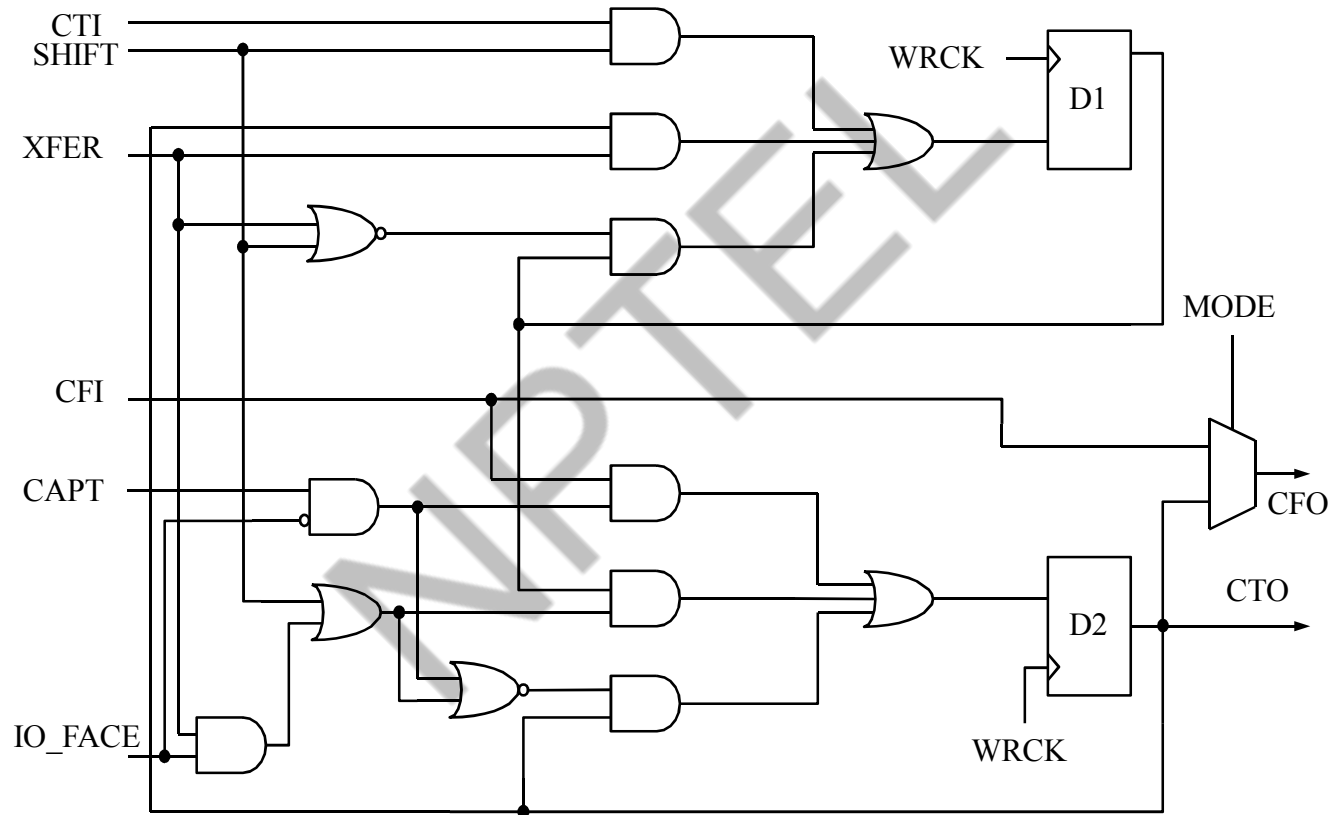 CTI
SHIFT
WRCK
D1
XFER
MODE
CFI
CAPT
CFO
CTO
D2
IO_FACE
WRCK
NPTEL